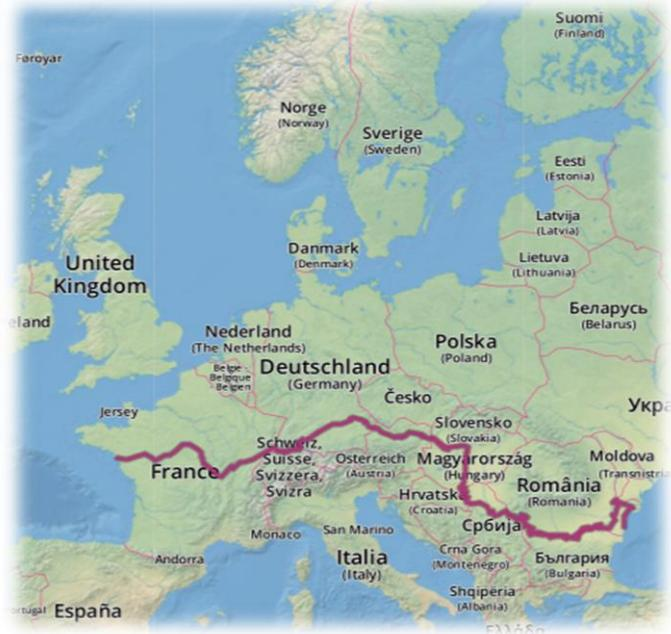 Suomi
(Finland)
Føroyar
Norge
(Norway)
Sverige
(Sweden)
Eesti
(Estonia)
Latvija
(Latvia)
Danmark
(Denmark)
Lietuva
(Lithuania)
United
Kingdom
eland
Беларусь
(Belarus)
Nederland
(The Netherlands)
Polska
(Poland)
België -
Belgique
- Belgien
Deutschland
(Germany)
Česko
Jersey
Укра
Slovensko
(Slovakia)
Schweiz,
Suisse,
Svizzera,
Svizra
Österreich
(Austria)
Magyarország
(Hungary)
Moldova
(Transnistria
France
România
(Romania)
Hrvatska
(Croatia)
Србија
Monaco
San Marino
Andorra
Italia
(Italy)
Crna Gora
(Montenegro)
България
(Bulgaria)
Shqipëria
(Albania)
ortugal
España
Ελλάδα